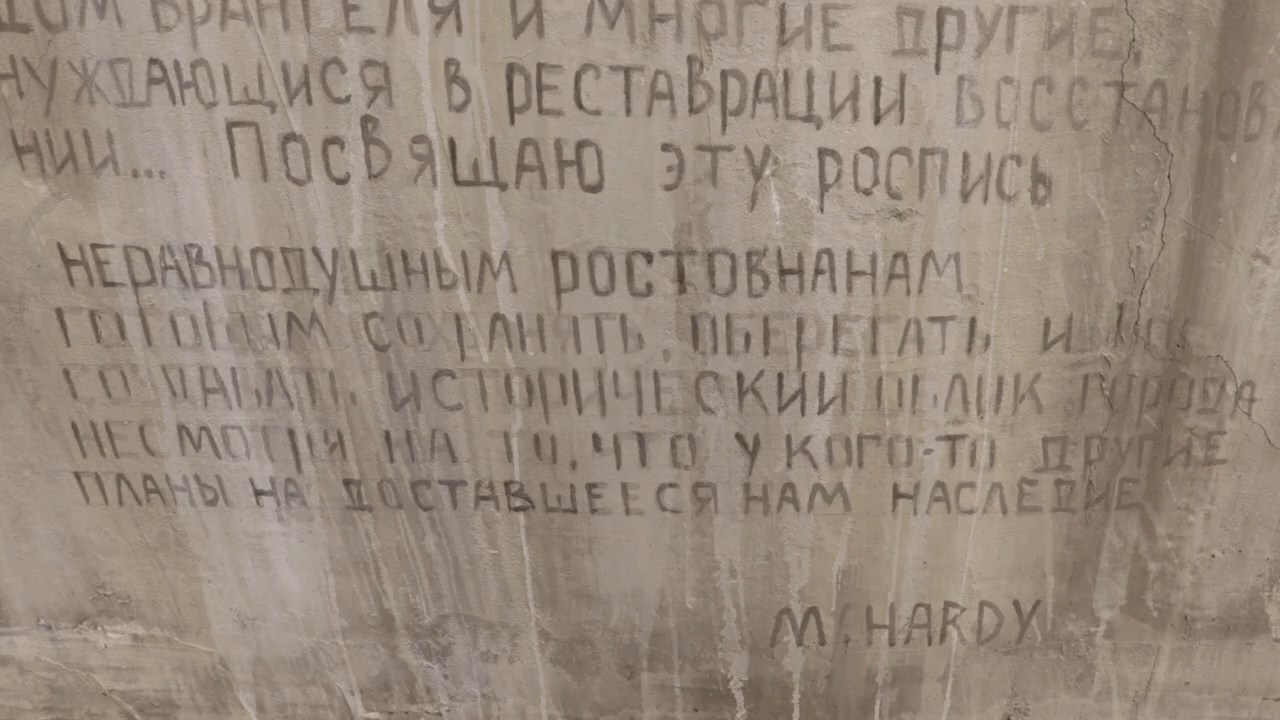 ДОМ ВРАНГЕЛЯ И МНОГИЕ ДРУГИЕ,
НУЖДАЮЩИСЯ В РЕСТАВРАЦИИ ВОССТАНОВ
НИИ... ПОСВЯЩАЮ ЭТУ РОСПИСЬ
НЕРАВНОДУШНЫМ РОСТОВЧАНАМ
ГОТОВЫМ СОХРАНЯТЬ, ОБЕРЕГАТЬ И
ИСТОРИЧЕСКИЙ ОБЛИК ГОРОДА
НЕСМОТРЯ НА ТО, ЧТО У КОГО-ТО ДРУГИЕ
ПЛАНЫ НА ДОСТАВШЕЕСЯ НАМ НАСЛЕДИЕ
M.HARDY